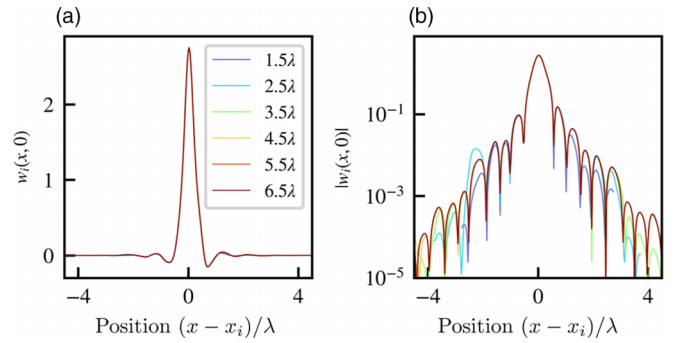 (a)
w_i(x, 0)
2
1
0
1.5λ
2.5λ
3.5λ
4.5λ
5.5λ
6.5λ
−4
0
4
Position (x − x_i)/λ
(b)
|w_i(x, 0)|
10⁻¹
10⁻³
10⁻⁵
−4
0
4
Position (x − x_i)/λ